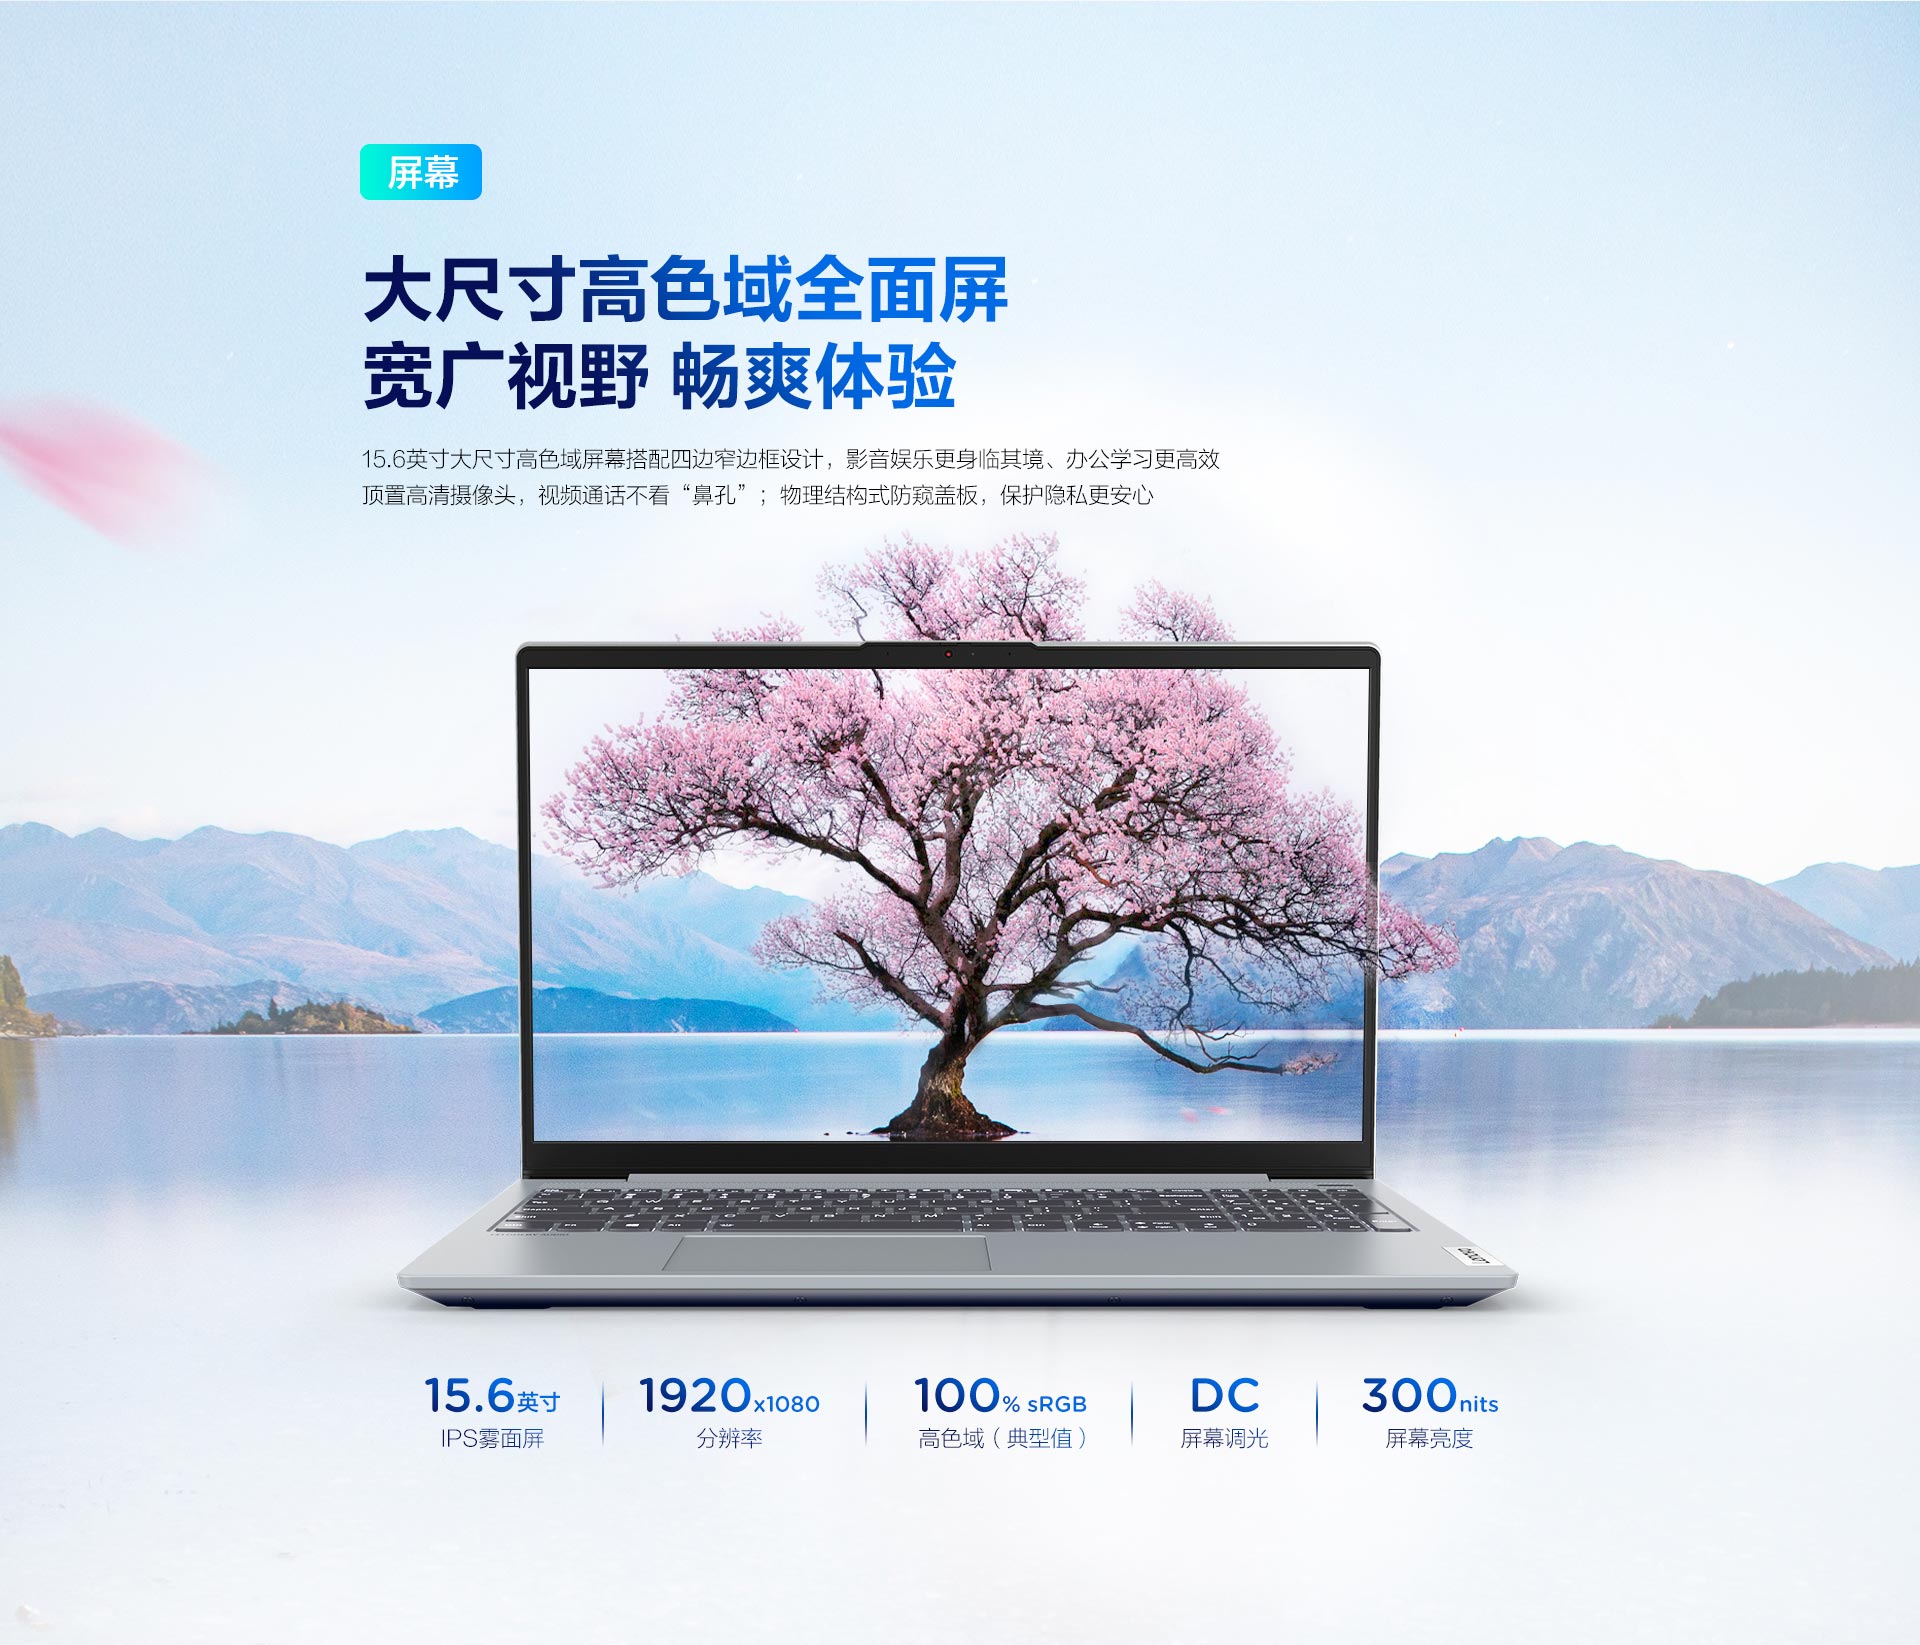 屏幕
大尺寸高色域全面屏
宽广视野 畅爽体验
15.6英寸大尺寸高色域屏幕搭配四边窄边框设计，影音娱乐更身临其境、办公学习更高效
顶置高清摄像头，视频通话不看“鼻孔”；物理结构式防窥盖板，保护隐私更安心
Lenovo
15.6英寸 1920x1080 100% sRGB DC 300nits
IPS雾面屏 分辨率 高色域（典型值） 屏幕调光 屏幕亮度